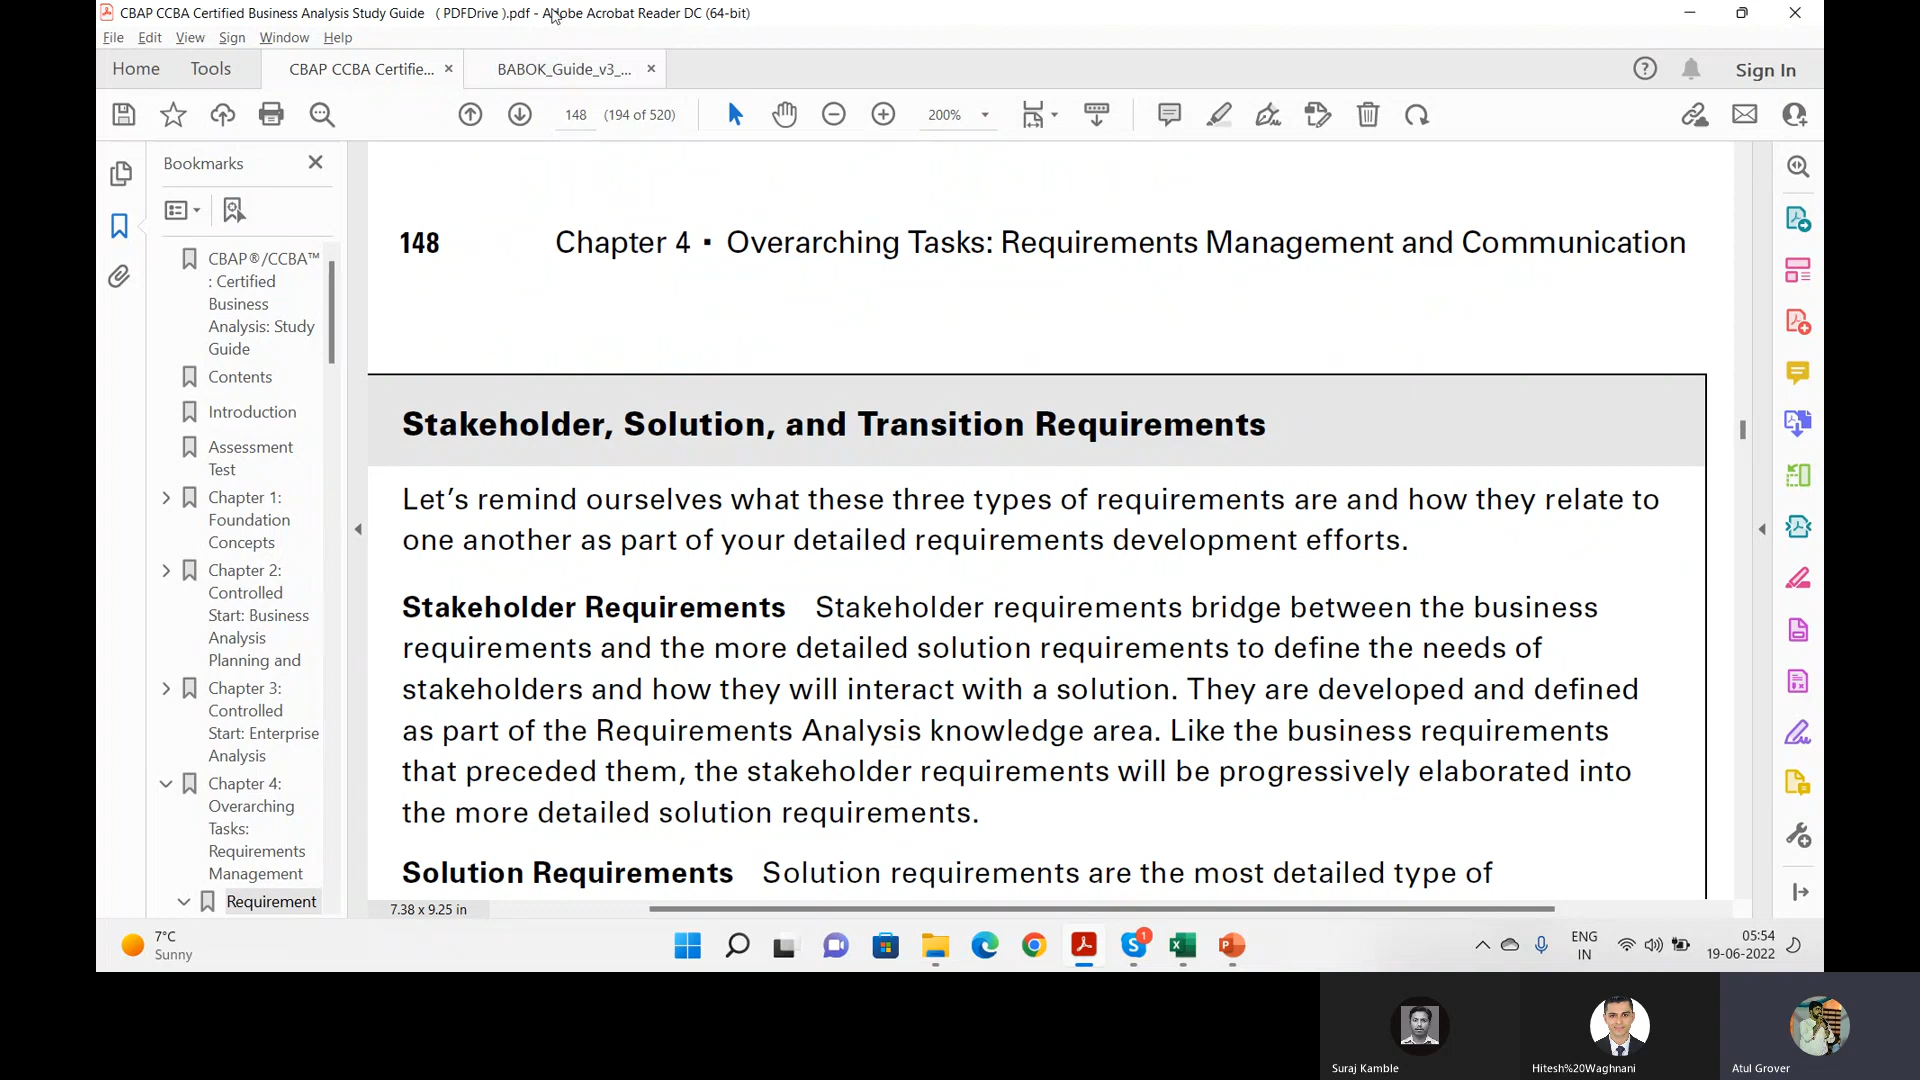 CBAP CCBA Certified Business Analysis Study Guide ( PDFDrive ).pdf - Adobe Acrobat Reader DC (64-bit)
File Edit View Sign Window Help
Home Tools CBAP CCBA Certifie... × BABOK_Guide_v3_... × Sign In
148 (194 of 520) 200%
Bookmarks
CBAP®/CCBA™
: Certified
Business
Analysis: Study
Guide
Contents
Introduction
Assessment
Test
Chapter 1:
Foundation
Concepts
Chapter 2:
Controlled
Start: Business
Analysis
Planning and
Chapter 3:
Controlled
Start: Enterprise
Analysis
Chapter 4:
Overarching
Tasks:
Requirements
Management
Requirement
148 Chapter 4 ▪ Overarching Tasks: Requirements Management and Communication
Stakeholder, Solution, and Transition Requirements
Let's remind ourselves what these three types of requirements are and how they relate to
one another as part of your detailed requirements development efforts.
Stakeholder Requirements Stakeholder requirements bridge between the business
requirements and the more detailed solution requirements to define the needs of
stakeholders and how they will interact with a solution. They are developed and defined
as part of the Requirements Analysis knowledge area. Like the business requirements
that preceded them, the stakeholder requirements will be progressively elaborated into
the more detailed solution requirements.
Solution Requirements Solution requirements are the most detailed type of
7.38 x 9.25 in
7°C
Sunny
1
ENG
IN
05:54
19-06-2022
Suraj Kamble
Hitesh%20Waghnani
Atul Grover